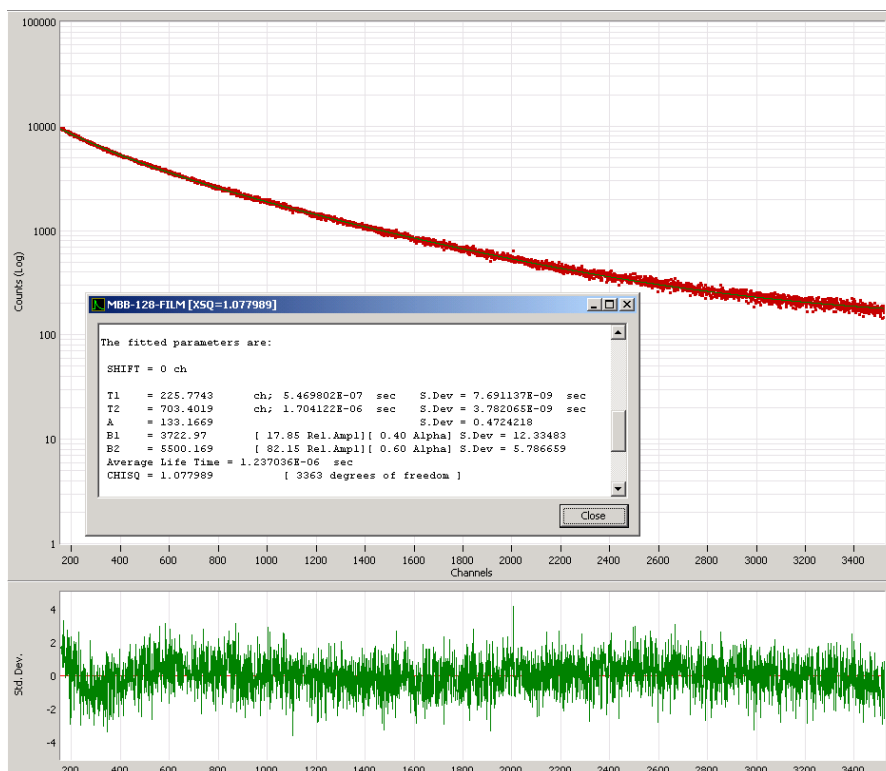 100000
10000
1000
100
10
1
Counts (Log)
MBB-128-FILM [XSQ=1.077989]
The fitted parameters are:
SHIFT = 0 ch
T1 = 225.7743 ch; 5.469802E-07 sec S.Dev = 7.691137E-09 sec
T2 = 703.4019 ch; 1.704122E-06 sec S.Dev = 3.782065E-09 sec
A = 133.1669 S.Dev = 0.4724218
B1 = 3722.97 [ 17.85 Rel.Ampl][ 0.40 Alpha] S.Dev = 12.33483
B2 = 5500.169 [ 82.15 Rel.Ampl][ 0.60 Alpha] S.Dev = 5.786659
Average Life Time = 1.237036E-06 sec
CHISQ = 1.077989 [ 3363 degrees of freedom ]
Close
200 400 600 800 1000 1200 1400 1600 1800 2000 2200 2400 2600 2800 3000 3200 3400
Channels
4
2
0
-2
-4
Std.Dev.
200 400 600 800 1000 1200 1400 1600 1800 2000 2200 2400 2600 2800 3000 3200 3400